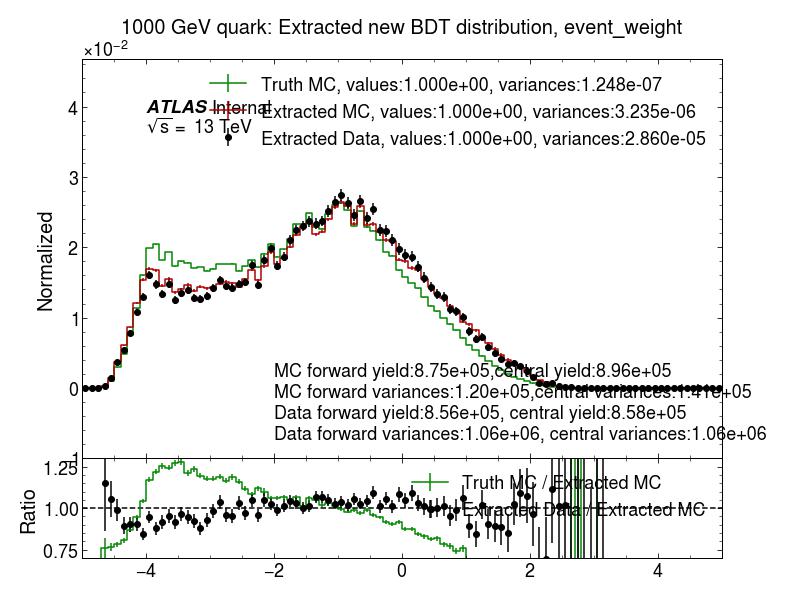 1000 GeV quark: Extracted new BDT distribution, event_weight
×10−2
Truth MC, values:1.000e+00, variances:1.248e-07
ATLAS Internal
Extracted MC, values:1.000e+00, variances:3.235e-06
√s = 13 TeV
Extracted Data, values:1.000e+00, variances:2.860e-05
4
3
2
1
0
Normalized
MC forward yield:8.75e+05,central yield:8.96e+05
MC forward variances:1.20e+05,central variances:1.41e+05
Data forward yield:8.56e+05, central yield:8.58e+05
Data forward variances:1.06e+06, central variances:1.06e+06
1
1.25
1.00
0.75
Ratio
Truth MC / Extracted MC
Extracted Data / Extracted MC
−4 −2 0 2 4